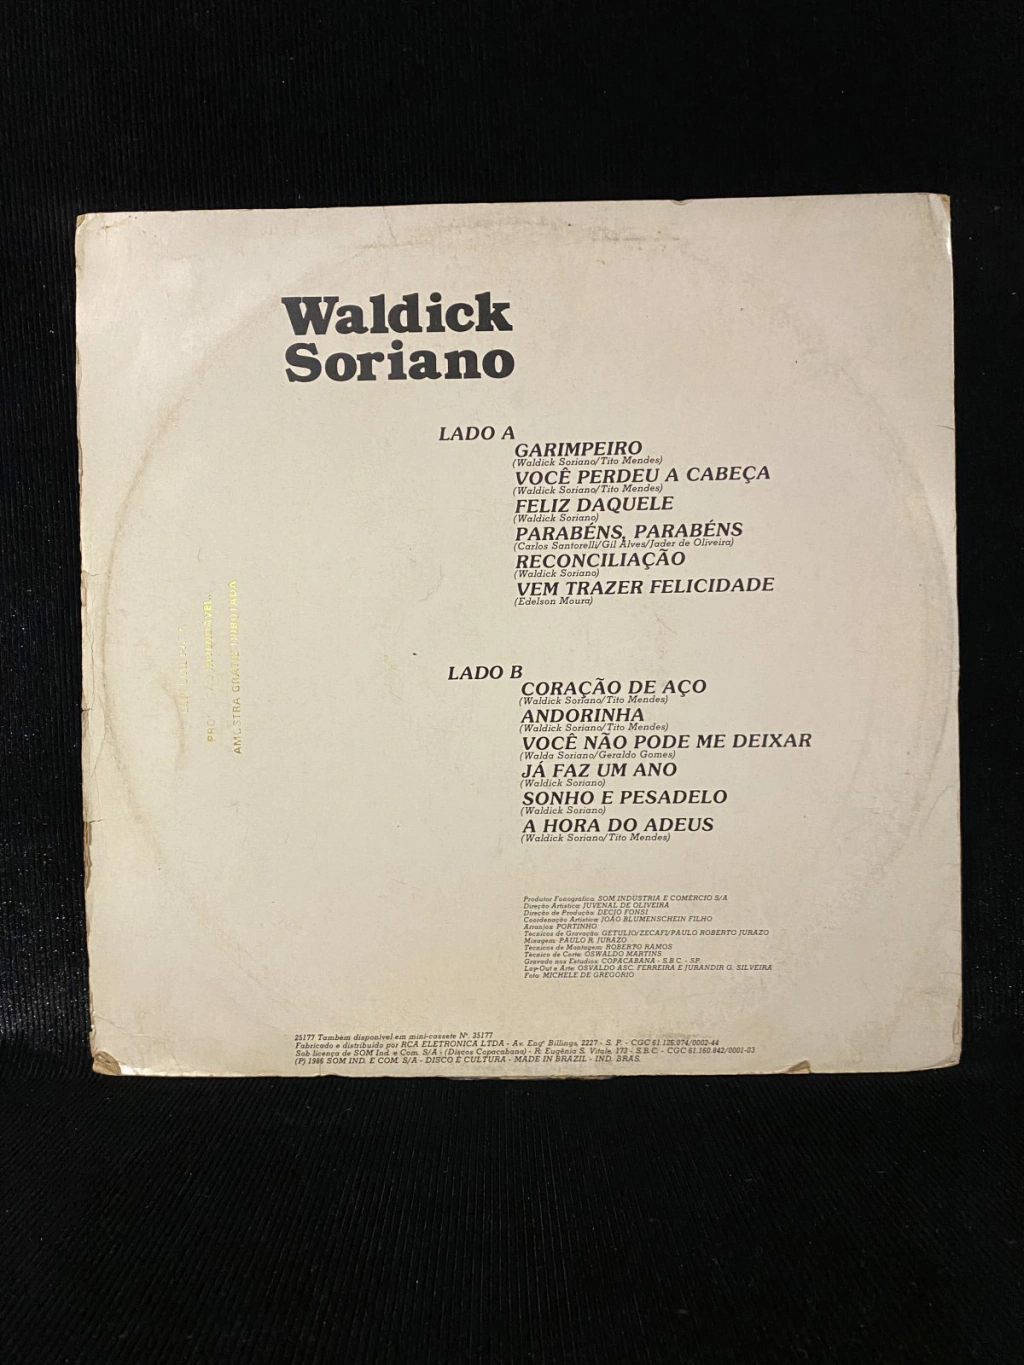 Waldick
Soriano
LADO A
GARIMPEIRO
(Waldick Soriano/Tito Mendes)
VOCÊ PERDEU A CABEÇA
(Waldick Soriano/Tito Mendes)
FELIZ DAQUELE
(Waldick Soriano)
PARABÉNS, PARABÉNS
(Carlos Santorelli/Gil Alves/Jader de Oliveira)
RECONCILIAÇÃO
(Waldick Soriano)
VEM TRAZER FELICIDADE
(Edelson Moura)
LADO B
CORAÇÃO DE AÇO
(Waldick Soriano/Tito Mendes)
ANDORINHA
(Waldick Soriano/Tito Mendes)
VOCÊ NÃO PODE ME DEIXAR
(Walda Soriano/Geraldo Gomes)
JÁ FAZ UM ANO
(Waldick Soriano)
SONHO E PESADELO
(Waldick Soriano)
A HORA DO ADEUS
(Waldick Soriano/Tito Mendes)
Produtor Fonográfico: SOM INDÚSTRIA E COMÉRCIO S/A
Direção Artística: JUVENAL DE OLIVEIRA
Direção de Produção: DÉCIO FONSI
Coordenação Artística: JOÃO BLUMENSCHEIN FILHO
Arranjos: PORTINHO
Técnicos de Gravação: GETÚLIO/ZECAFI/PAULO ROBERTO JURAZO
Mixagem: PAULO R. JURAZO
Técnicos de Montagem: ROBERTO RAMOS
Técnico de Corte: OSWALDO MARTINS
Gravado nos Estúdios: COPACABANA - S.B.C. - SP.
Lay-Out e Arte: OSVALDO ASC. FERREIRA E JURANDIR G. SILVEIRA
Foto: MICHELE DE GREGORIO
25177 Também disponível em mini-cassete Nº 35177
Fabricado e distribuído por RCA ELETRÔNICA LTDA - Av. Engº Billings, 2227 - S. P. - CGC 61.126.074/0002-44
Sob licença de SOM Ind. e Com. S/A - (Discos Copacabana) - R: Eugênia S. Vitale, 173 - S.B.C. - CGC 61.160.842/0001-03
(P) 1986 SOM IND. E COM. S/A - DISCO É CULTURA - MADE IN BRAZIL - IND. BRAS.
AMOSTRA GRÁTIS TRIBUTADA